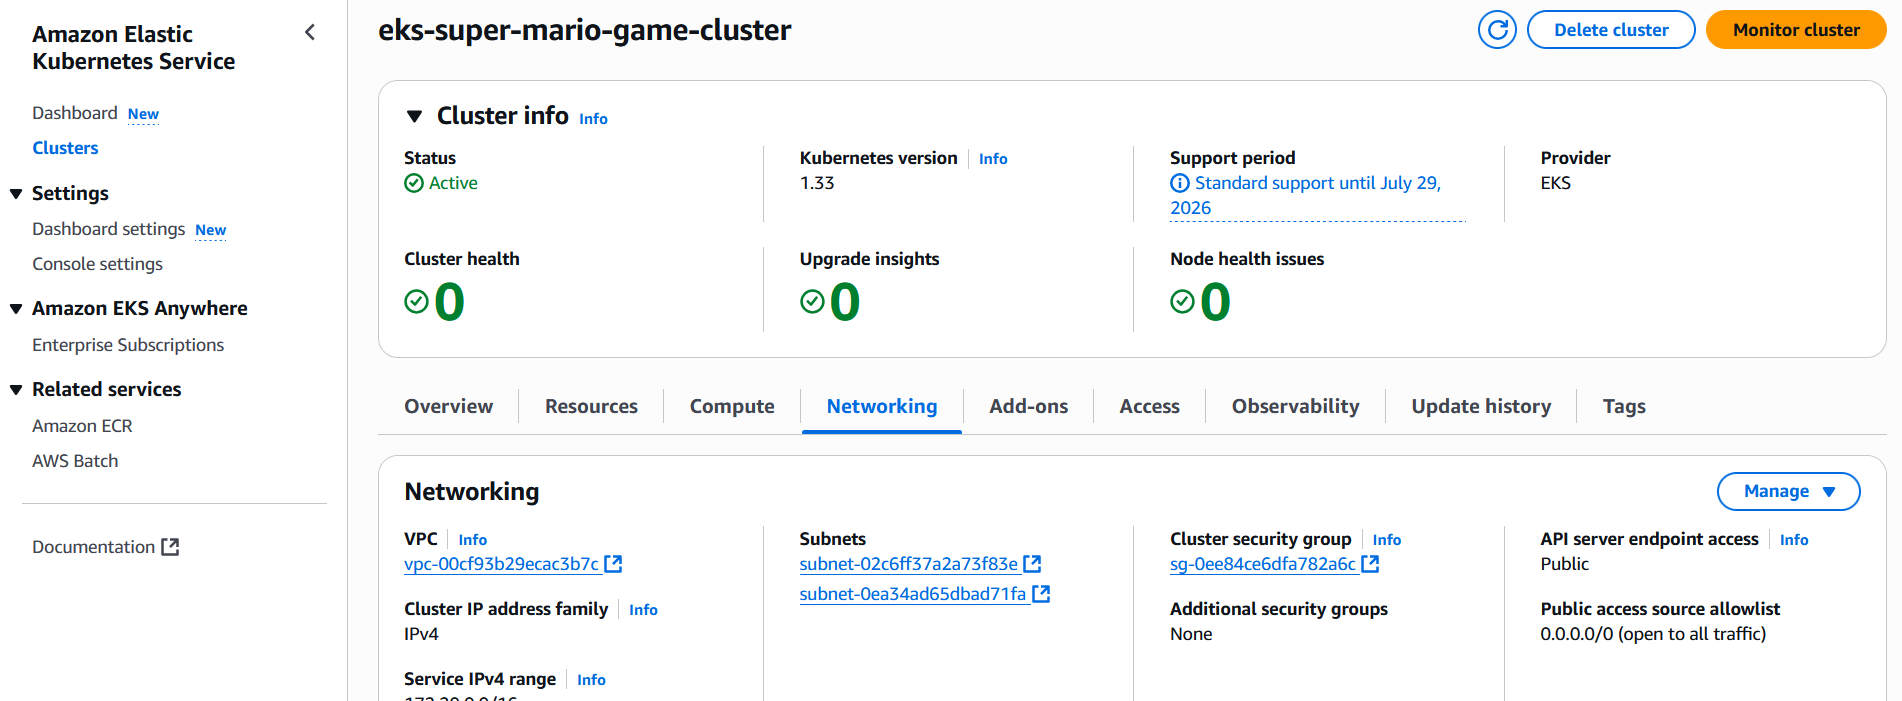 Amazon Elastic
Kubernetes Service
Dashboard New
Clusters
Settings
Dashboard settings New
Console settings
Amazon EKS Anywhere
Enterprise Subscriptions
Related services
Amazon ECR
AWS Batch
Documentation
eks-super-mario-game-cluster
Delete cluster
Monitor cluster
Cluster info Info
Status
Active
Kubernetes version Info
1.33
Support period
Standard support until July 29,
2026
Provider
EKS
Cluster health
0
Upgrade insights
0
Node health issues
0
Overview Resources Compute Networking Add-ons Access Observability Update history Tags
Networking
Manage
VPC Info
vpc-00cf93b29ecac3b7c
Cluster IP address family Info
IPv4
Service IPv4 range Info
Subnets
subnet-02c6ff37a2a73f83e
subnet-0ea34ad65dbad71fa
Cluster security group Info
sg-0ee84ce6dfa782a6c
Additional security groups
None
API server endpoint access Info
Public
Public access source allowlist
0.0.0.0/0 (open to all traffic)